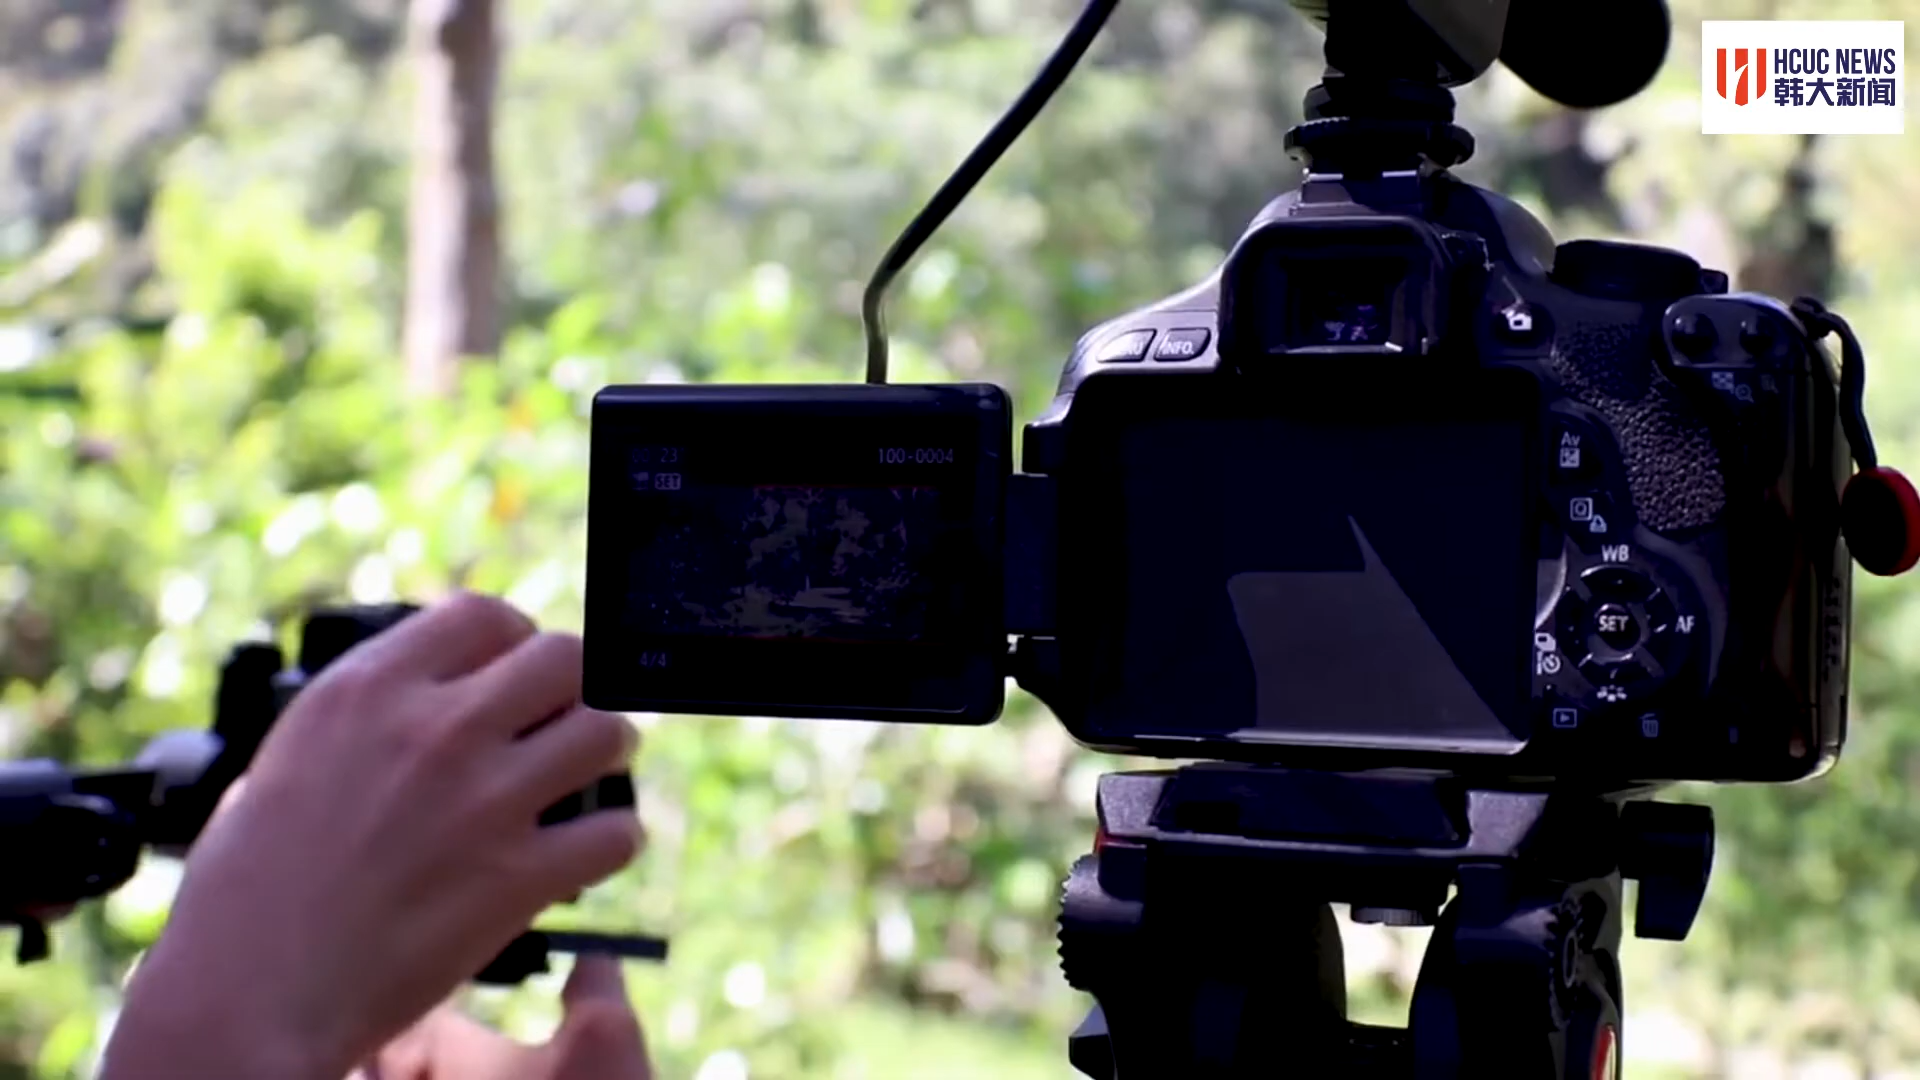 HCUC NEWS
韩大新闻
INFO.
23
100-0004
SET
4/4
Av
WB
SET
AF